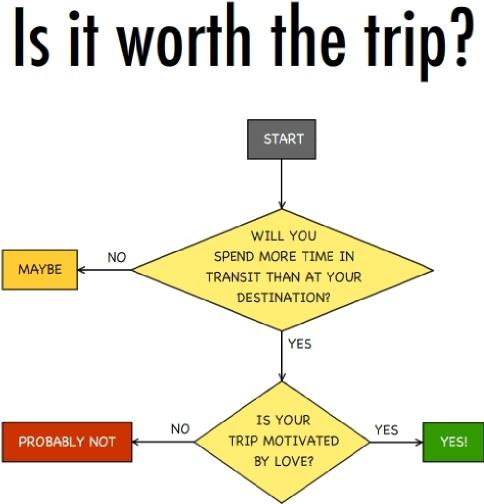 Is it worth the trip?
START
WILL YOU
SPEND MORE TIME IN
TRANSIT THAN AT YOUR
DESTINATION?
NO
MAYBE
YES
IS YOUR
TRIP MOTIVATED
BY LOVE?
NO
PROBABLY NOT
YES
YES!